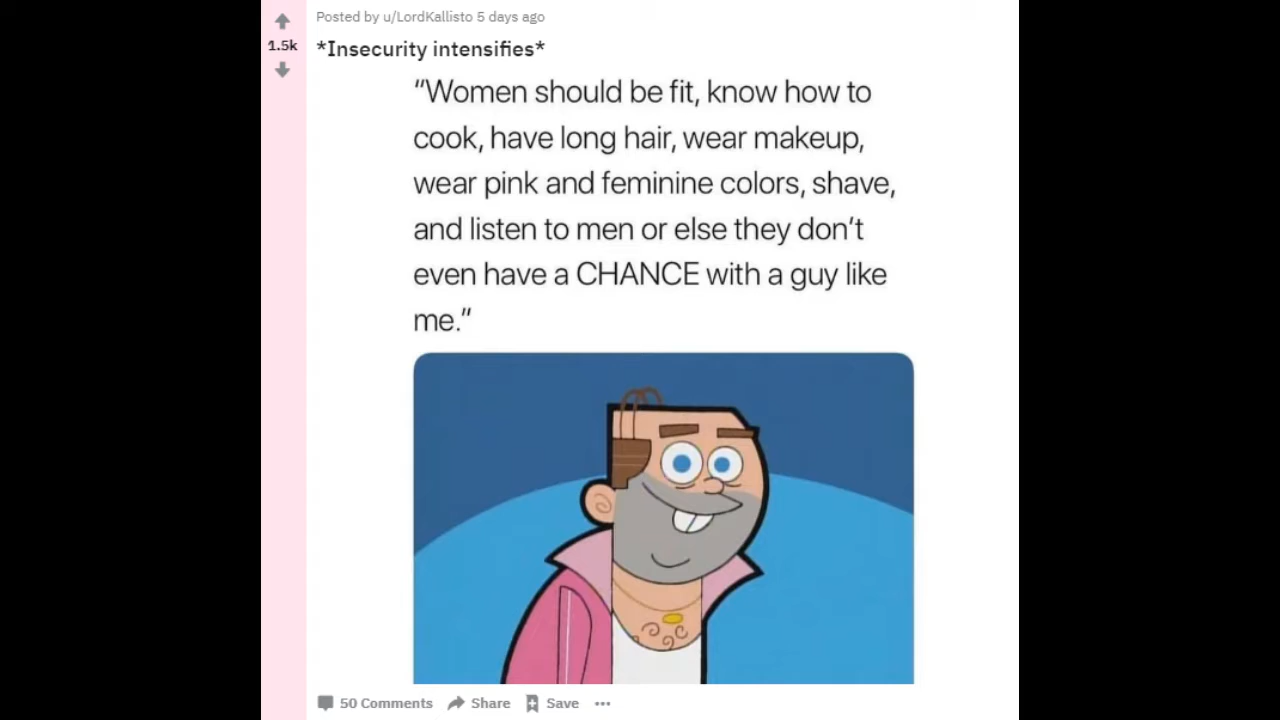 Posted by u/LordKallisto 5 days ago
1.5k
*Insecurity intensifies*
“Women should be fit, know how to
cook, have long hair, wear makeup,
wear pink and feminine colors, shave,
and listen to men or else they don’t
even have a CHANCE with a guy like
me.”
50 Comments Share Save ...